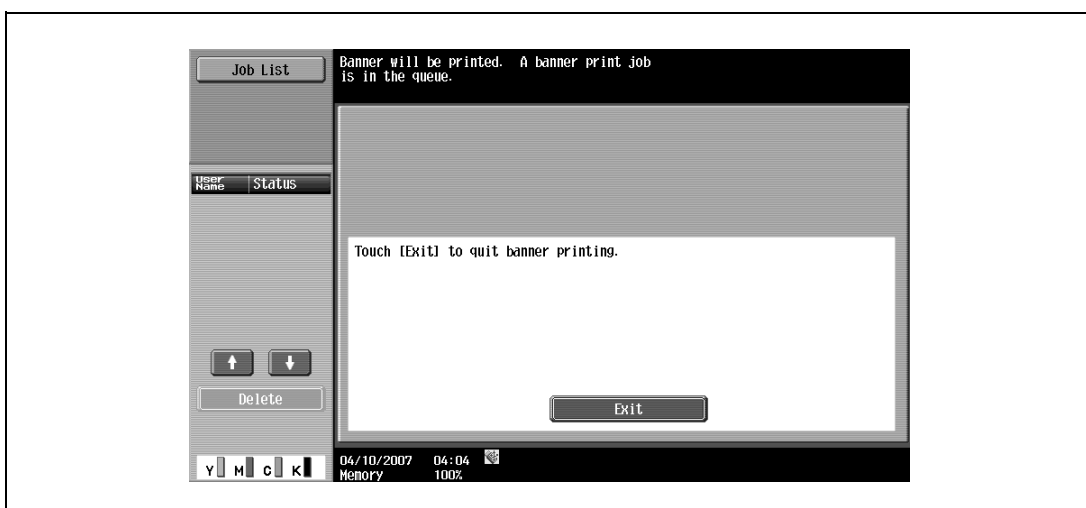 Job List
Banner will be printed. A banner print job
is in the queue.
User
Name Status
Touch [Exit] to quit banner printing.
Delete
Exit
Y M C K
04/10/2007 04:04
Memory 100%